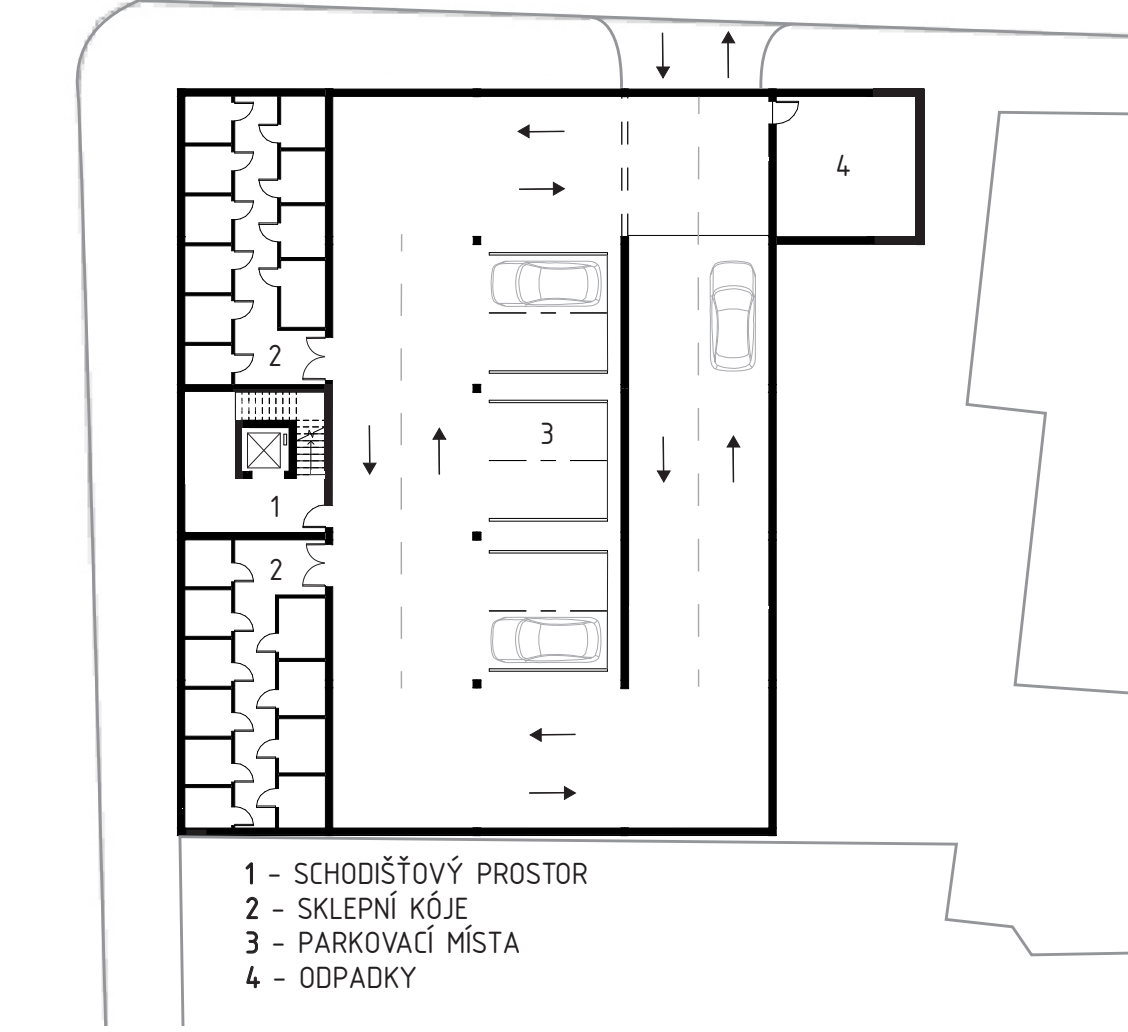 4
2
3
1
2
1 - SCHODIŠŤOVÝ PROSTOR
2 - SKLEPNÍ KÓJE
3 - PARKOVACÍ MÍSTA
4 - ODPADKY